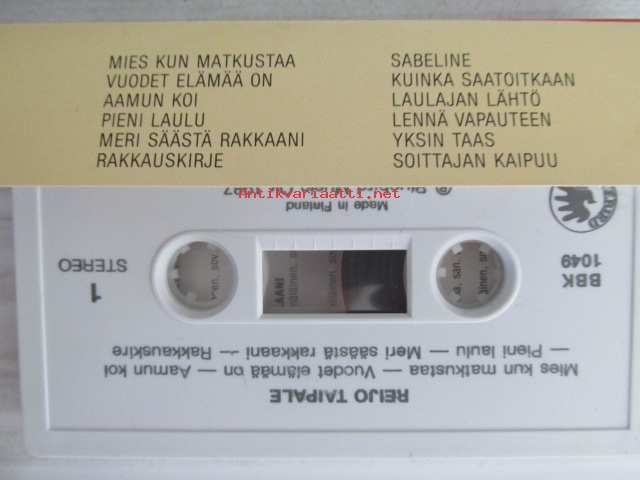 MIES KUN MATKUSTAA
VUODET ELÄMÄÄ ON
AAMUN KOI
PIENI LAULU
MERI SÄÄSTÄ RAKKAANI
RAKKAUSKIRJE
SABELINE
KUINKA SAATOITKAAN
LAULAJAN LÄHTÖ
LENNÄ VAPAUTEEN
YKSIN TAAS
SOITTAJAN KAIPUU
Antikvariaatti.net
REIJO TAIPALE
Mies kun matkustaa — Vuodet elämää on — Aamun koi
— Pieni laulu — Meri säästä rakkaani — Rakkauskire
1
STEREO
BBK
1049
Made in Finland